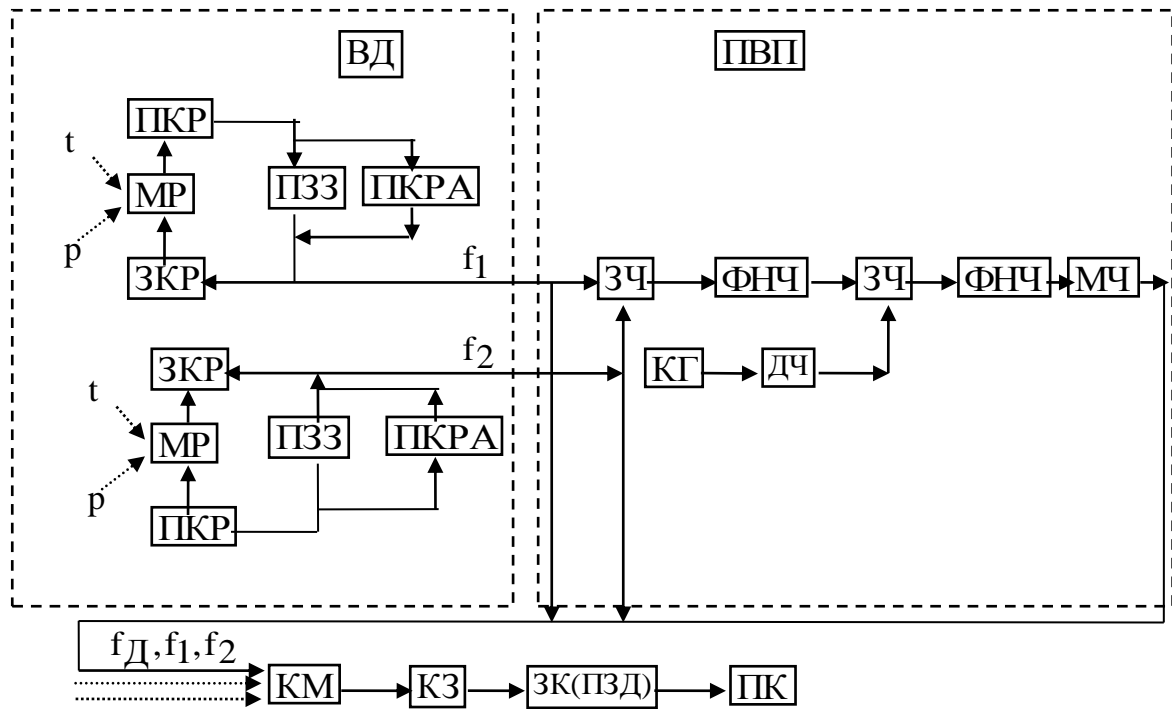 ВД
ПВП
ПКР
t
МР
ПЗЗ
ПКРА
p
ЗКР
f1
ЗЧ
ФНЧ
ЗЧ
ФНЧ
МЧ
ЗКР
f2
КГ
ДЧ
t
МР
ПЗЗ
ПКРА
p
ПКР
fД,f1,f2
КМ
КЗ
ЗК(ПЗД)
ПК